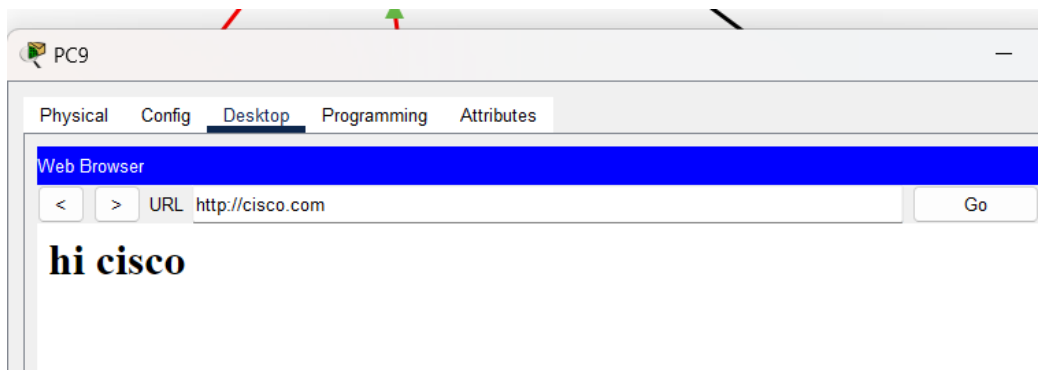 PC9
Physical Config Desktop Programming Attributes
Web Browser
< > URL http://cisco.com Go
hi cisco